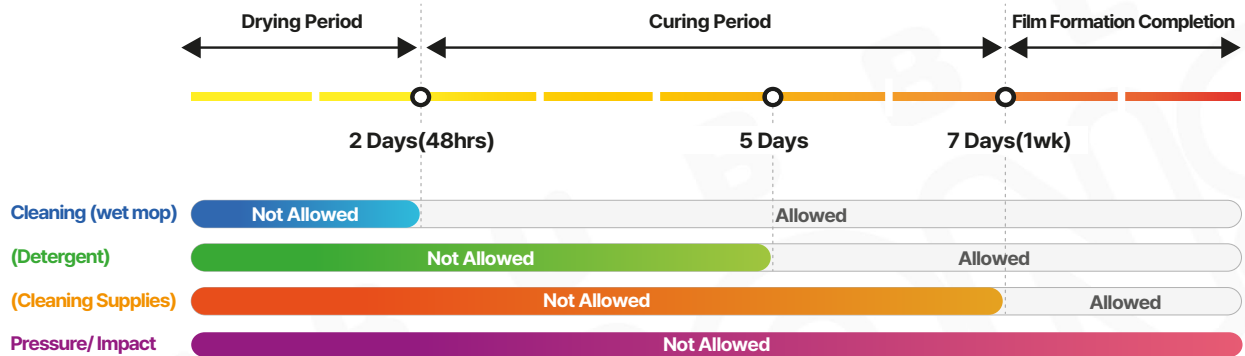 Drying Period
Curing Period
Film Formation Completion
2 Days(48hrs)
5 Days
7 Days(1wk)
Cleaning (wet mop)
Not Allowed
Allowed
(Detergent)
Not Allowed
Allowed
(Cleaning Supplies)
Not Allowed
Allowed
Pressure/ Impact
Not Allowed